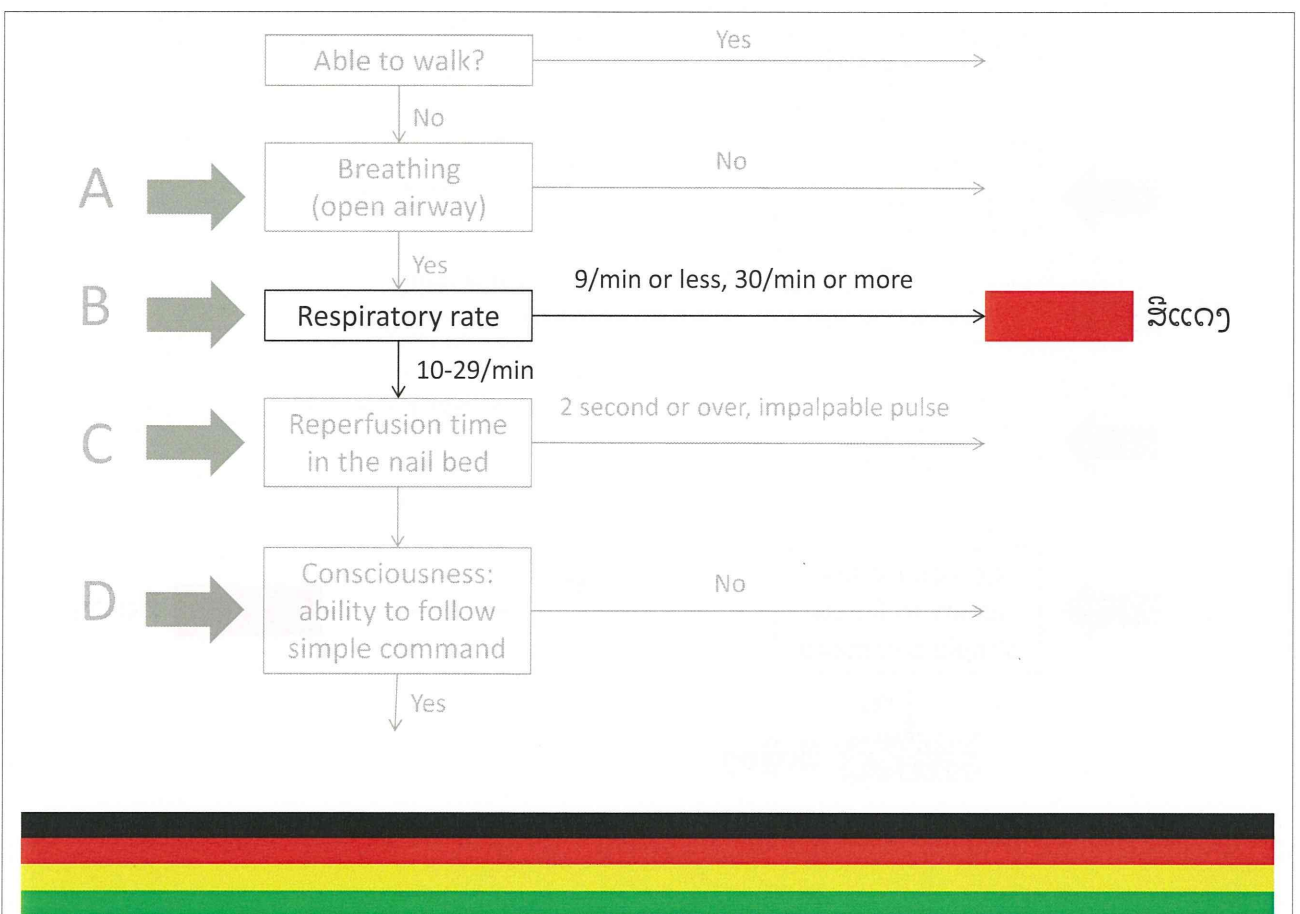 Able to walk?
Yes
No
A
Breathing
(open airway)
No
Yes
B
Respiratory rate
9/min or less, 30/min or more
ສີແດງ
10-29/min
C
Reperfusion time
in the nail bed
2 second or over, impalpable pulse
D
Consciousness:
ability to follow
simple command
No
Yes